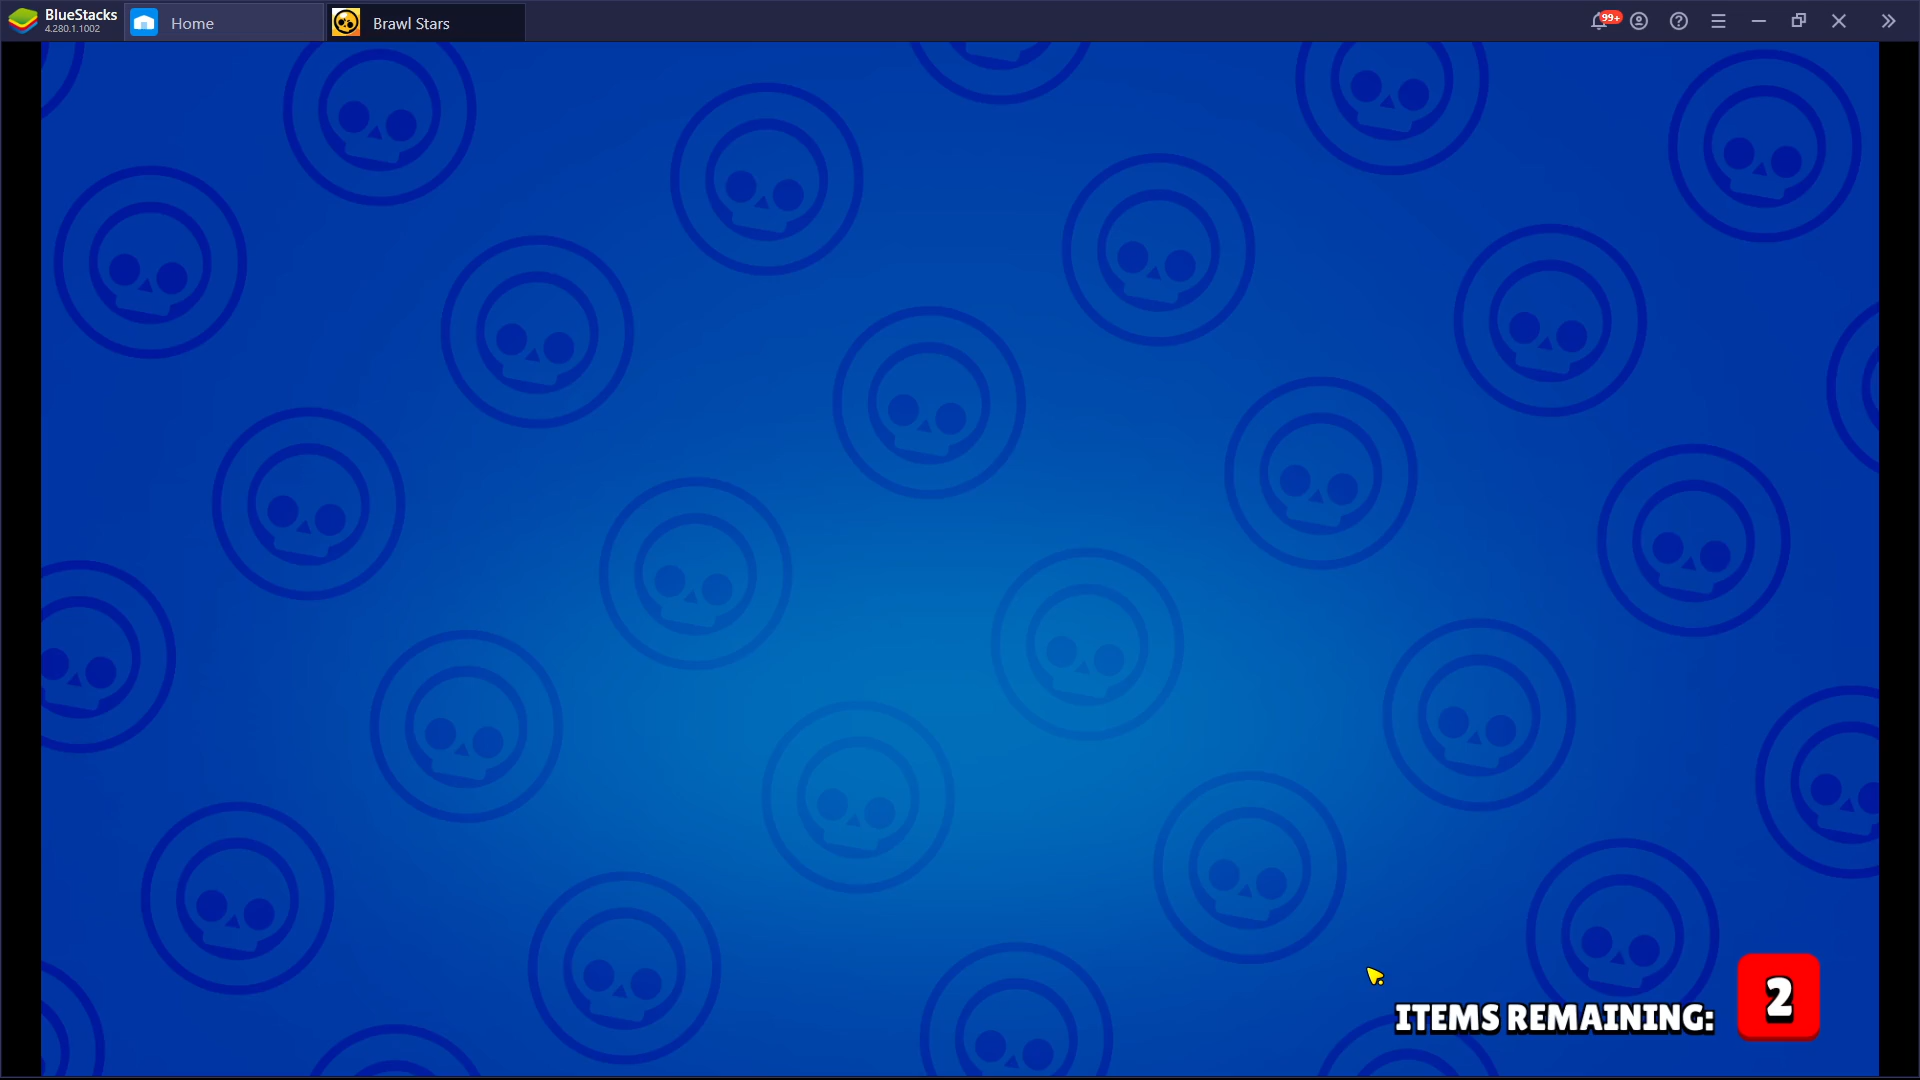 BlueStacks
4.280.1.1002
Home
Brawl Stars
99+
ITEMS REMAINING: 2